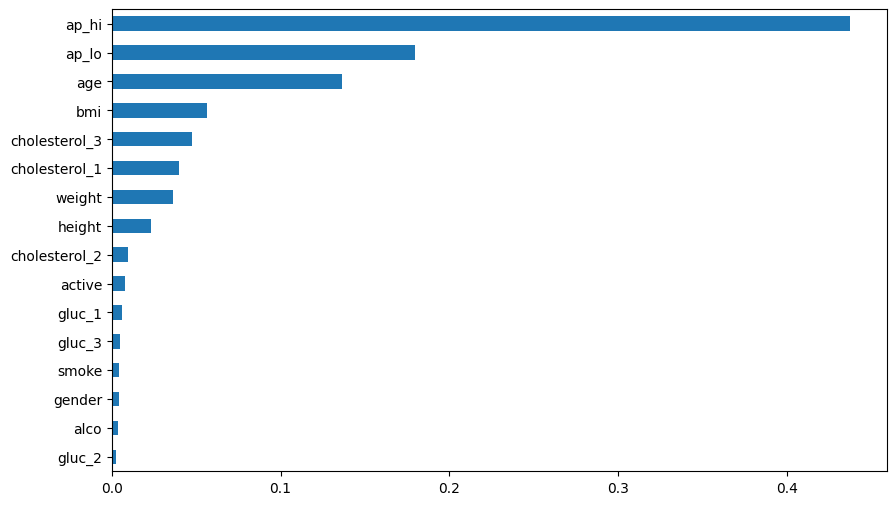 ap_hi
ap_lo
age
bmi
cholesterol_3
cholesterol_1
weight
height
cholesterol_2
active
gluc_1
gluc_3
smoke
gender
alco
gluc_2
0.0 0.1 0.2 0.3 0.4